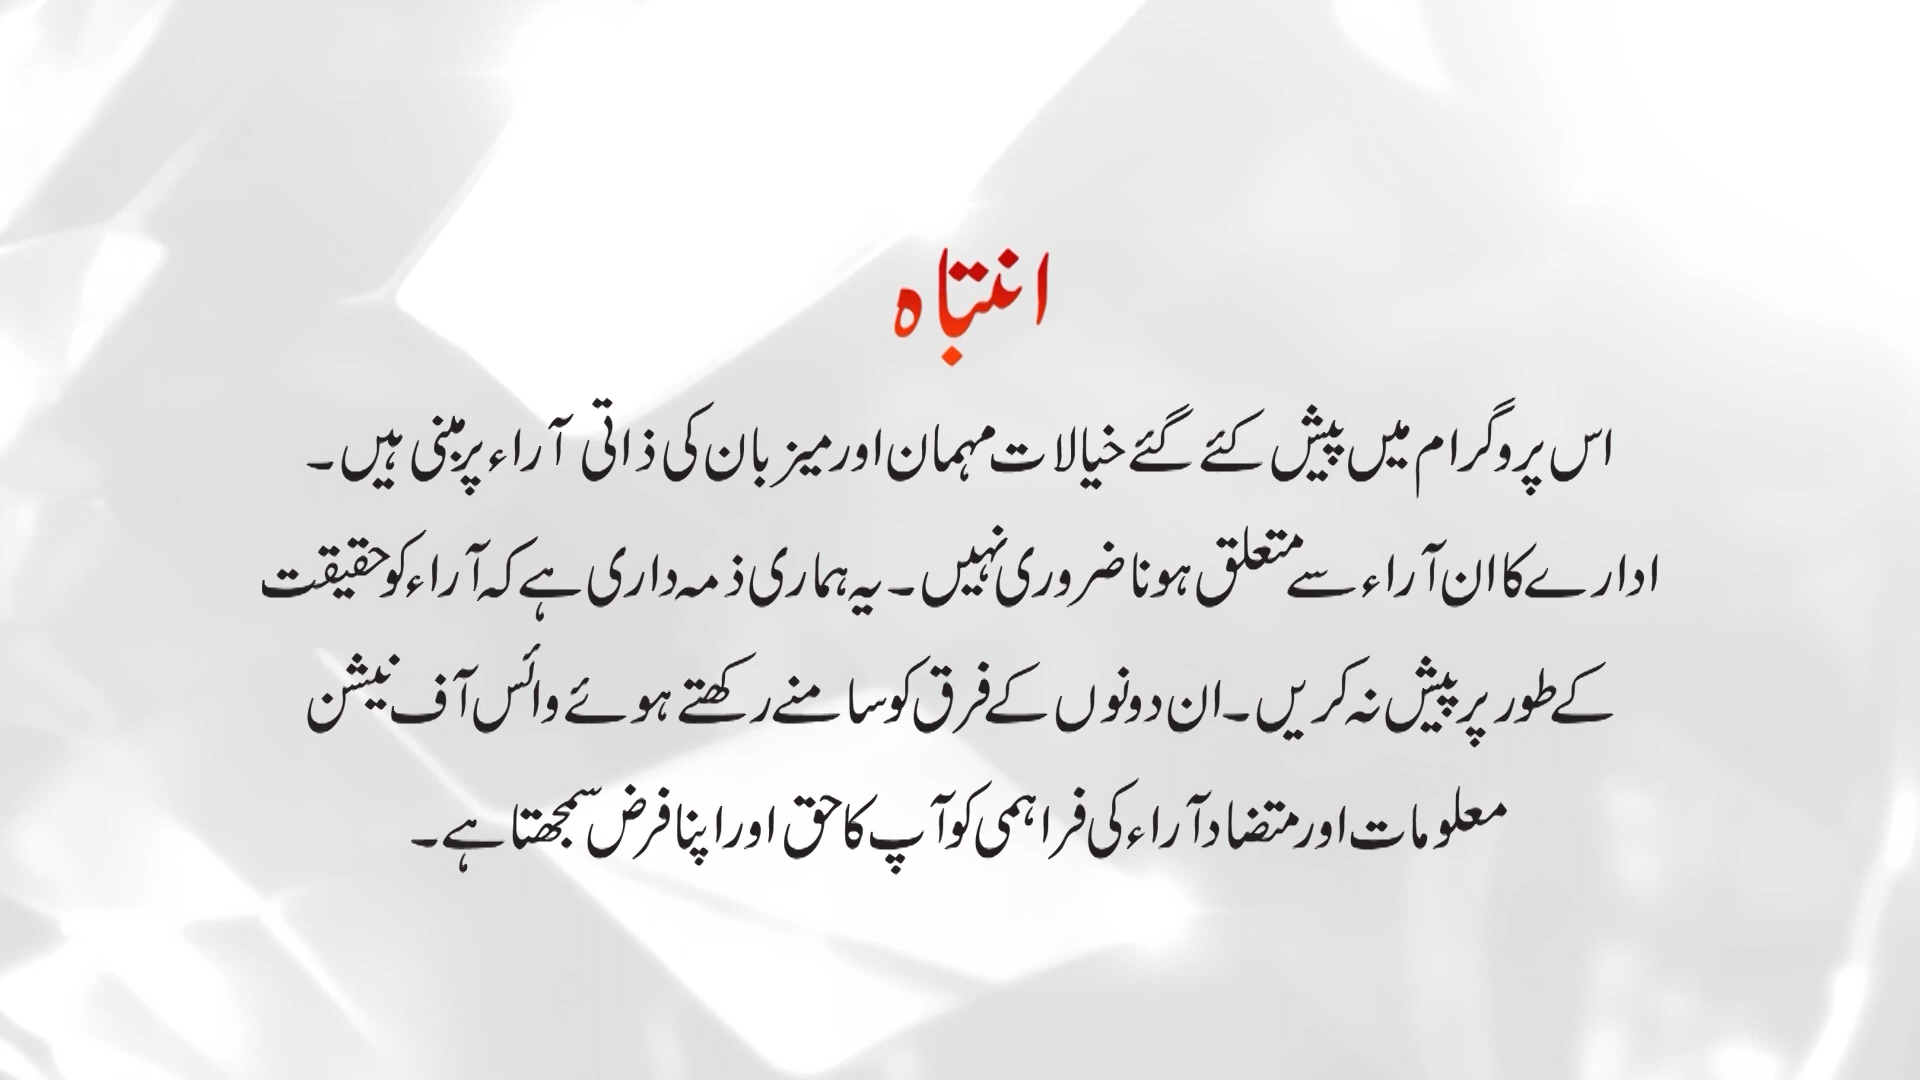 انتباہ
اس پروگرام میں پیش کئے گئے خیالات مہمان اور میزبان کی ذاتی آراء پر مبنی ہیں۔
ادارے کا ان آراء سے متعلق ہونا ضروری نہیں۔ یہ ہماری ذمہ داری ہے کہ آراء کو حقیقت
کے طور پر پیش نہ کریں۔ ان دونوں کے فرق کو سامنے رکھتے ہوئے وائس آف نیشن
معلومات اور متضاد آراء کی فراہمی کو آپ کا حق اور اپنا فرض سمجھتا ہے۔